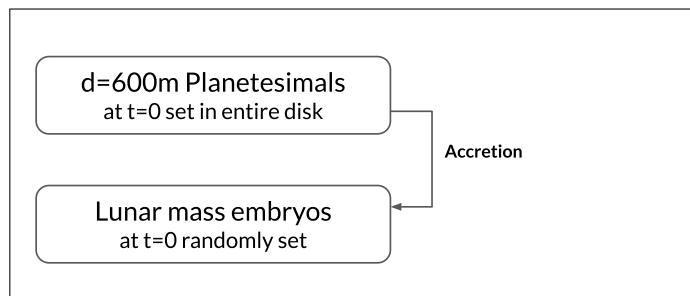 d=600m Planetesimals
at t=0 set in entire disk
Accretion
Lunar mass embryos
at t=0 randomly set